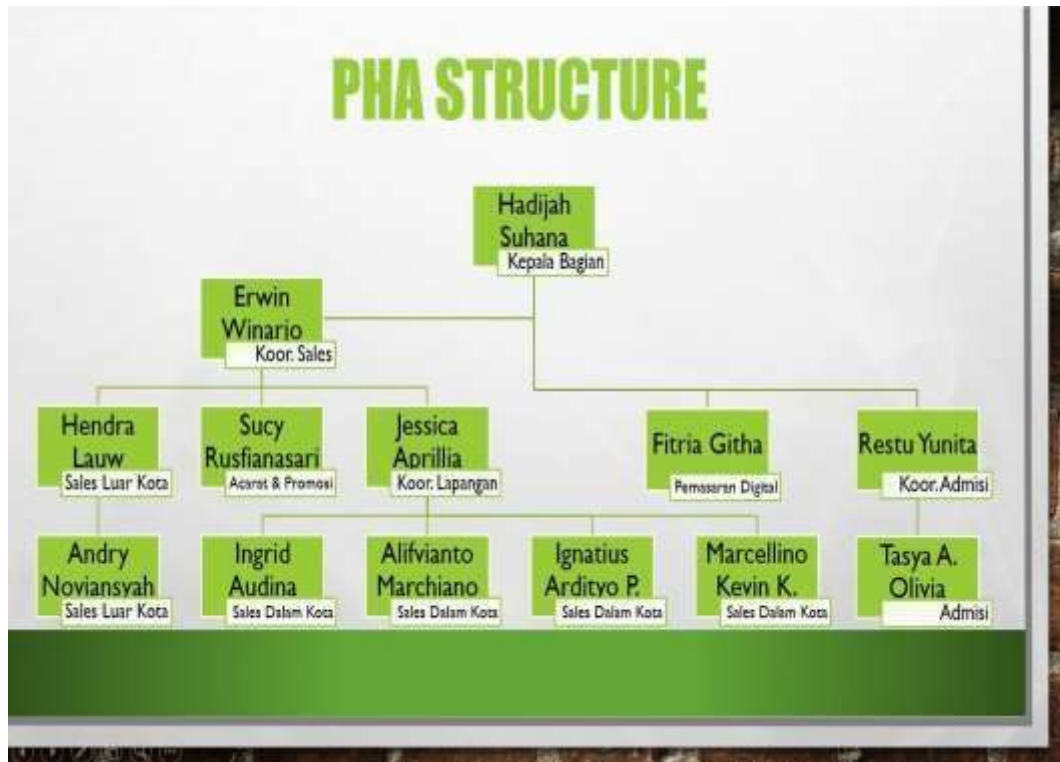 PHA STRUCTURE
Hadijah
Suhana
Kepala Bagian
Erwin
Winario
Koor. Sales
Hendra
Lauw
Sales Luar Kota
Sucy
Rusfianasari
Acarat & Promosi
Jessica
Aprillia
Koor. Lapangan
Fitria Githa
Pemasaran Digital
Restu Yunita
Koor. Admisi
Andry
Noviansyah
Sales Luar Kota
Ingrid
Audina
Sales Dalam Kota
Alifvianto
Marchiano
Sales Dalam Kota
Ignatius
Ardityo P.
Sales Dalam Kota
Marcellino
Kevin K.
Sales Dalam Kota
Tasya A.
Olivia
Admisi